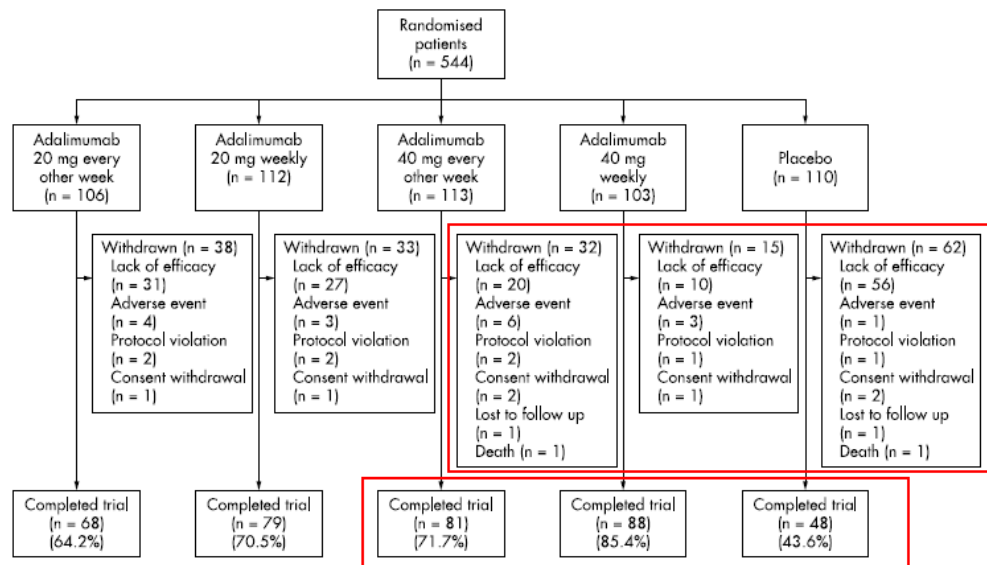 Randomised
patients
(n = 544)
Adalimumab
20 mg every
other week
(n = 106)
Adalimumab
20 mg weekly
(n = 112)
Adalimumab
40 mg every
other week
(n = 113)
Adalimumab
40 mg
weekly
(n = 103)
Placebo
(n = 110)
Withdrawn (n = 38)
Lack of efficacy
(n = 31)
Adverse event
(n = 4)
Protocol violation
(n = 2)
Consent withdrawal
(n = 1)
Withdrawn (n = 33)
Lack of efficacy
(n = 27)
Adverse event
(n = 3)
Protocol violation
(n = 2)
Consent withdrawal
(n = 1)
Withdrawn (n = 32)
Lack of efficacy
(n = 20)
Adverse event
(n = 6)
Protocol violation
(n = 2)
Consent withdrawal
(n = 2)
Lost to follow up
(n = 1)
Death (n = 1)
Withdrawn (n = 15)
Lack of efficacy
(n = 10)
Adverse event
(n = 3)
Protocol violation
(n = 1)
Consent withdrawal
(n = 1)
Withdrawn (n = 62)
Lack of efficacy
(n = 56)
Adverse event
(n = 1)
Protocol violation
(n = 1)
Consent withdrawal
(n = 2)
Lost to follow up
(n = 1)
Death (n = 1)
Completed trial
(n = 68)
(64.2%)
Completed trial
(n = 79)
(70.5%)
Completed trial
(n = 81)
(71.7%)
Completed trial
(n = 88)
(85.4%)
Completed trial
(n = 48)
(43.6%)